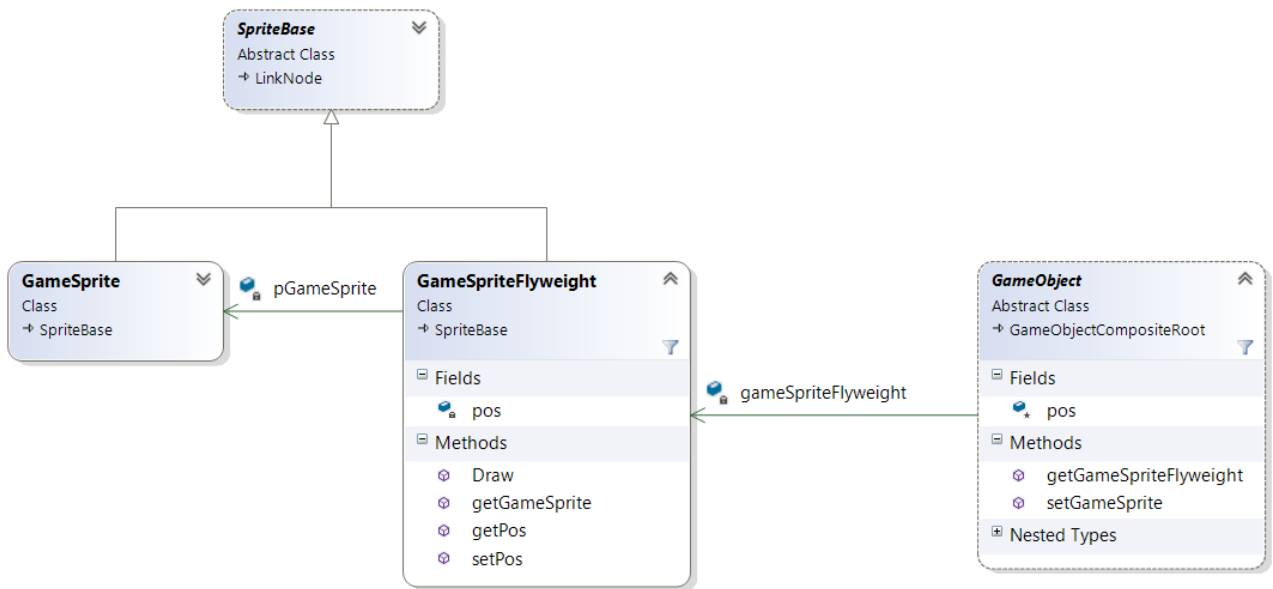 SpriteBase
Abstract Class
LinkNode
GameSprite
Class
SpriteBase
pGameSprite
GameSpriteFlyweight
Class
SpriteBase
Fields
pos
Methods
Draw
getGameSprite
getPos
setPos
gameSpriteFlyweight
GameObject
Abstract Class
GameObjectCompositeRoot
Fields
pos
Methods
getGameSpriteFlyweight
setGameSprite
Nested Types